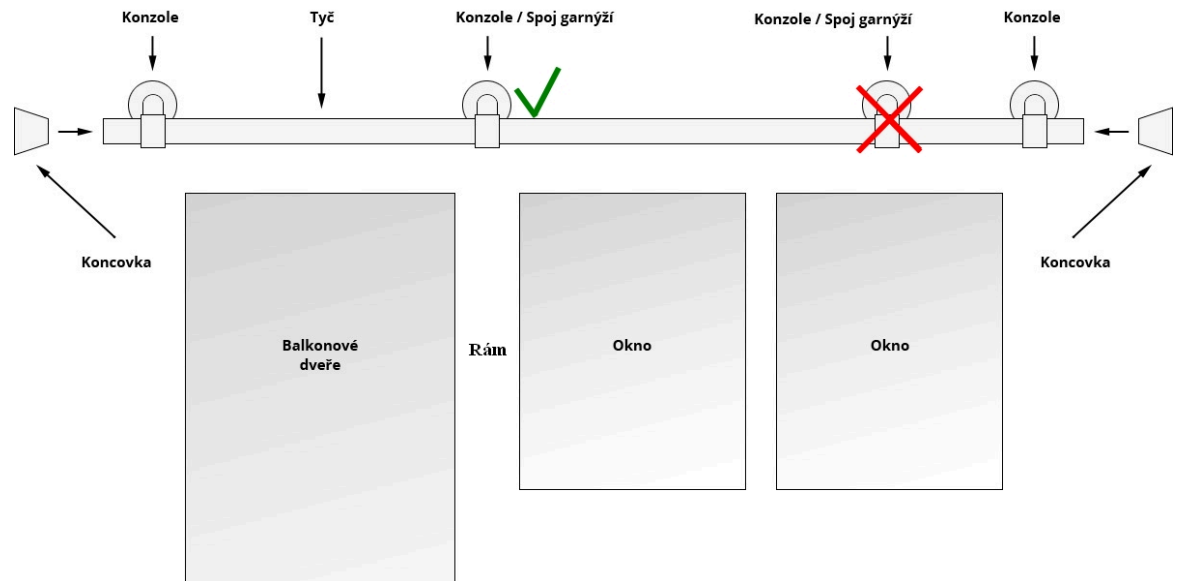 Konzole
Tyč
Konzole / Spoj garnýží
Konzole / Spoj garnýží
Konzole
Koncovka
Koncovka
Balkonové
dveře
Rám
Okno
Okno